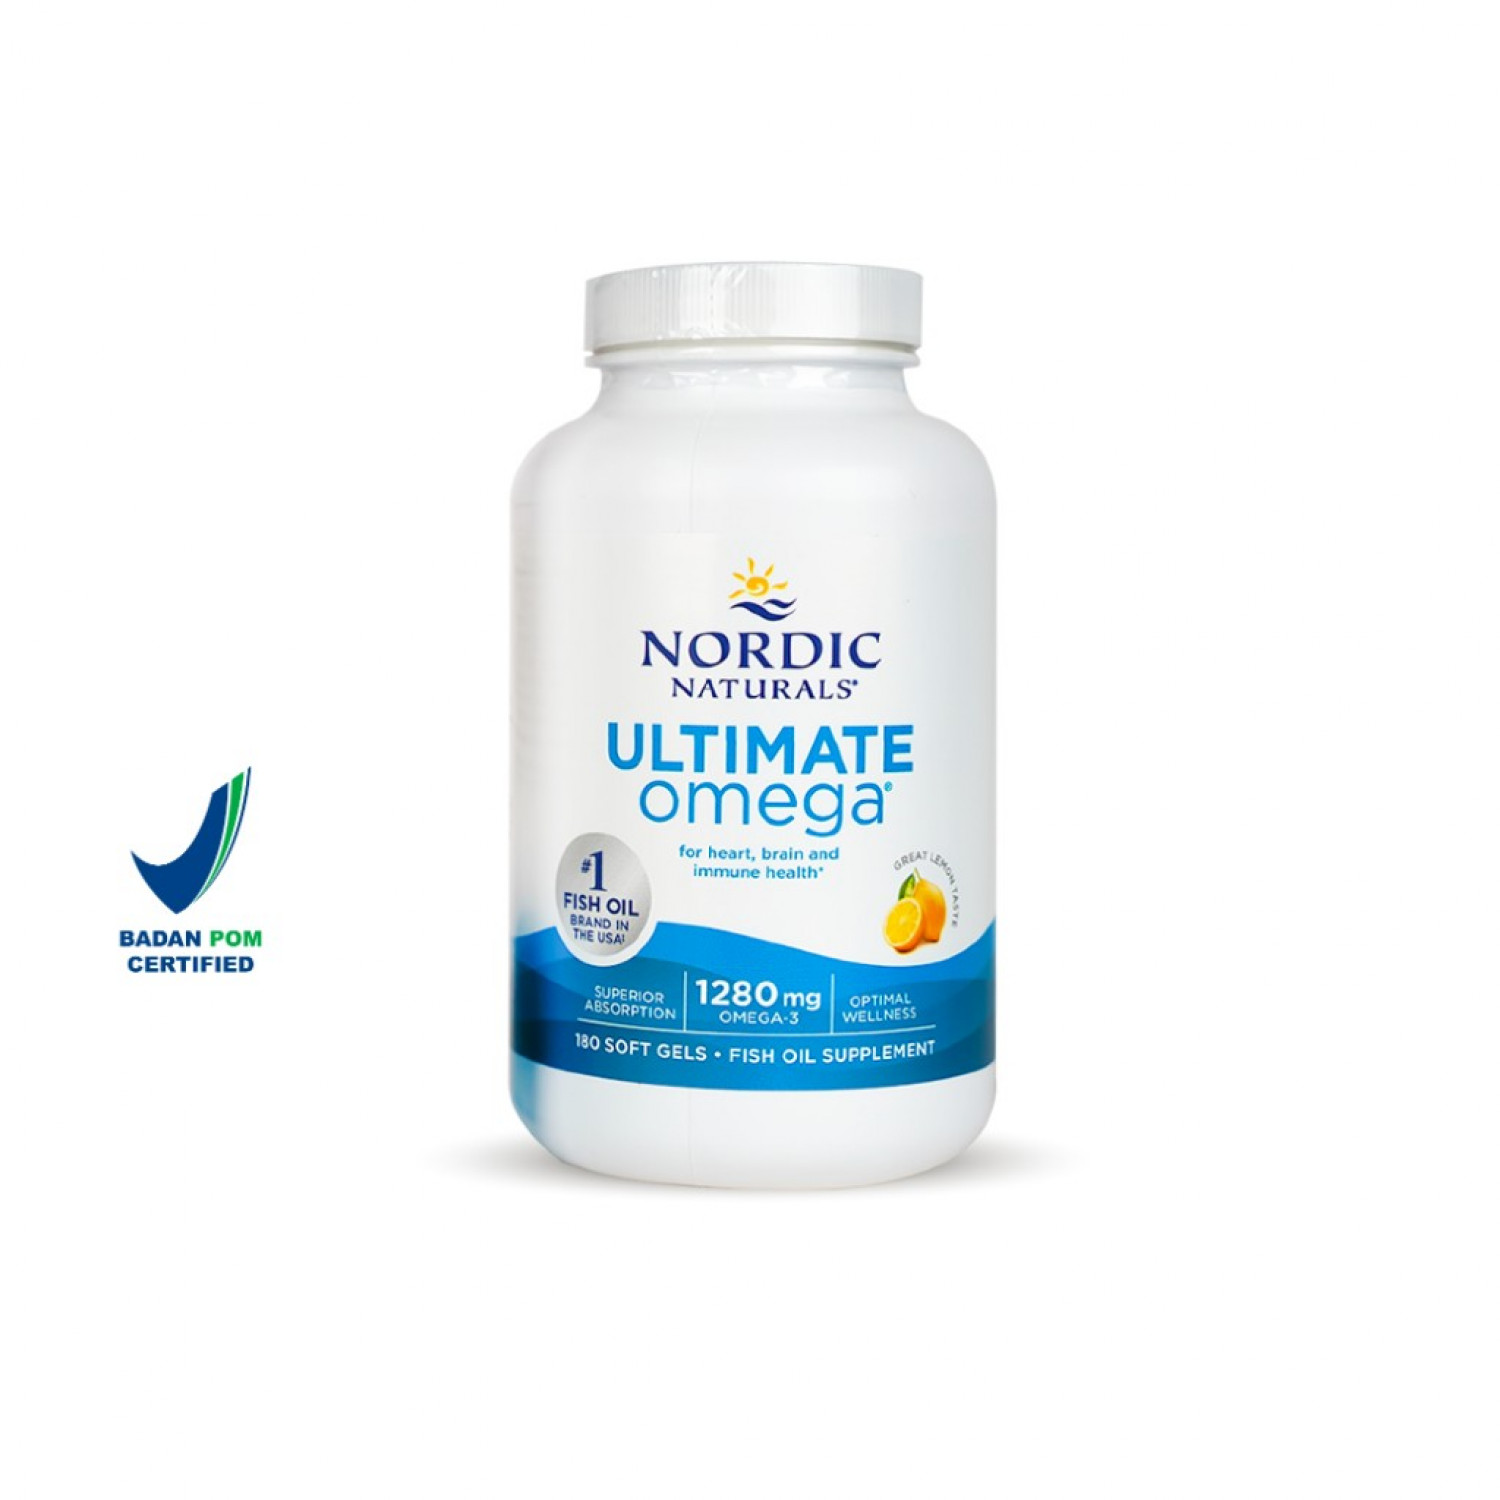 NORDIC
NATURALS®
ULTIMATE
omega®
for heart, brain and
immune health*
#1
FISH OIL
BRAND IN
THE USA‡
GREAT LEMON TASTE
SUPERIOR
ABSORPTION
1280 mg
OMEGA-3
OPTIMAL
WELLNESS
180 SOFT GELS • FISH OIL SUPPLEMENT
BADAN POM
CERTIFIED